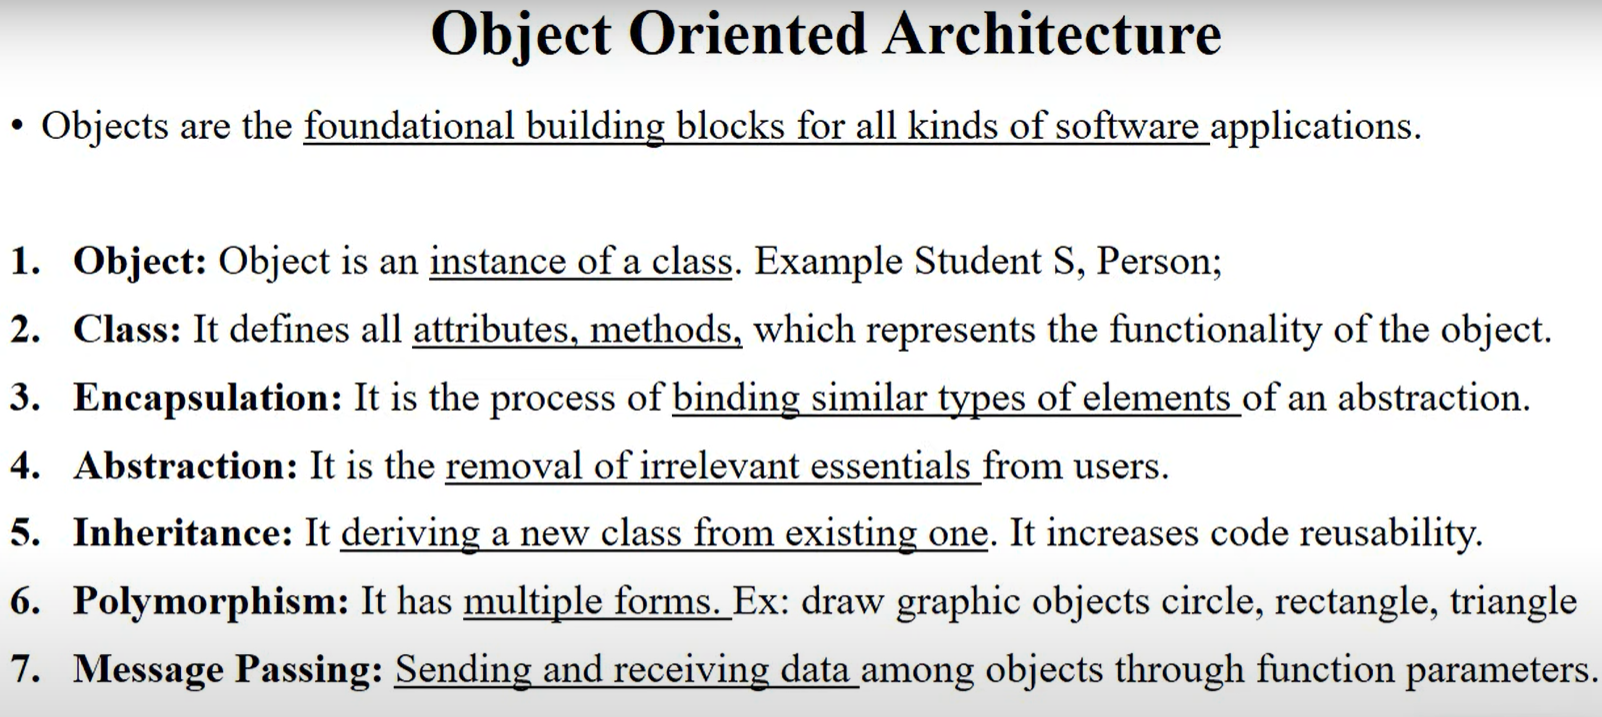 Object Oriented Architecture
• Objects are the foundational building blocks for all kinds of software applications.
1. Object: Object is an instance of a class. Example Student S, Person;
2. Class: It defines all attributes, methods, which represents the functionality of the object.
3. Encapsulation: It is the process of binding similar types of elements of an abstraction.
4. Abstraction: It is the removal of irrelevant essentials from users.
5. Inheritance: It deriving a new class from existing one. It increases code reusability.
6. Polymorphism: It has multiple forms. Ex: draw graphic objects circle, rectangle, triangle
7. Message Passing: Sending and receiving data among objects through function parameters.